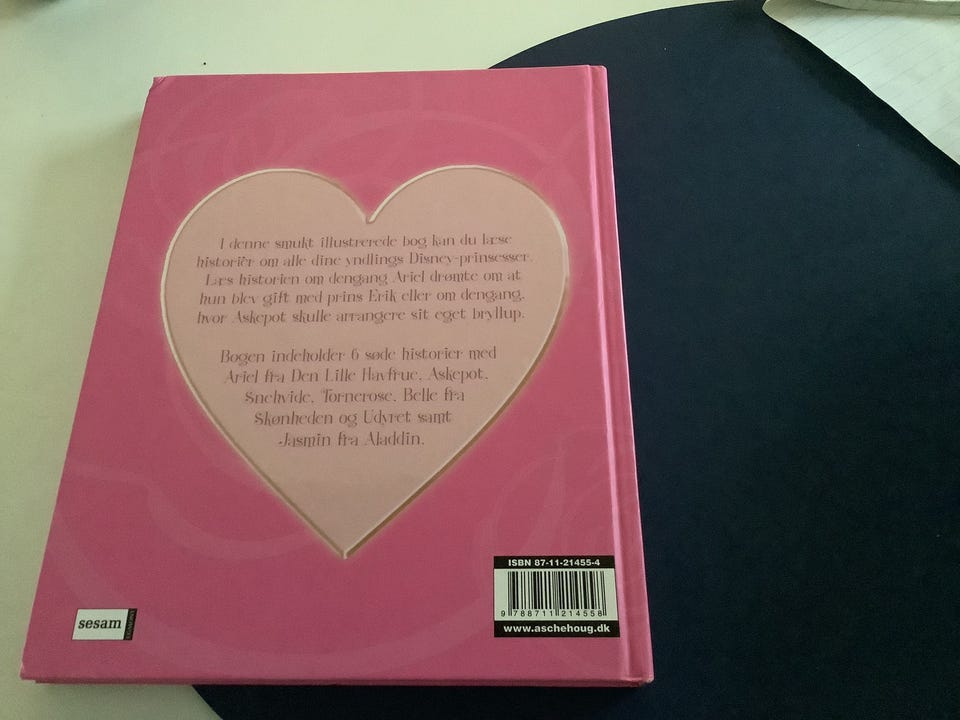 I denne smukt illustrerede bog kan du læse
historier om alle dine yndlings Disney-prinsesser.
Læs historien om dengang Ariel drømte om at
hun blev gift med prins Erik eller om dengang,
hvor Askepot skulle arrangere sit eget bryllup.
Bogen indeholder 6 søde historier med
Ariel fra Den Lille Havfrue, Askepot,
Snehvide, Tornerose, Belle fra
Skønheden og Udyret samt
Jasmin fra Aladdin.
ISBN 87-11-21455-4
9 788711 214558
www.aschehoug.dk
sesam